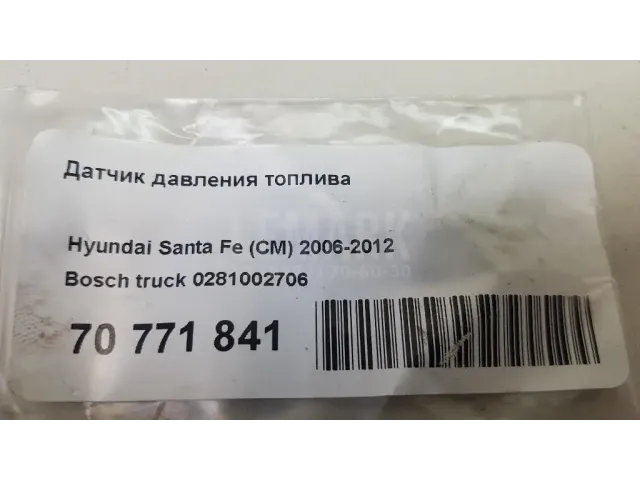 Датчик давления топлива
Hyundai Santa Fe (CM) 2006-2012
Bosch truck 0281002706
70 771 841